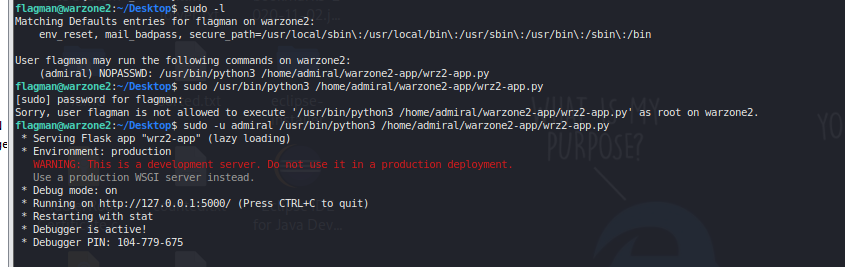 flagman@warzone2:~/Desktop$ sudo -l
Matching Defaults entries for flagman on warzone2:
    env_reset, mail_badpass, secure_path=/usr/local/sbin\:/usr/local/bin\:/usr/sbin\:/usr/bin\:/sbin\:/bin
User flagman may run the following commands on warzone2:
    (admiral) NOPASSWD: /usr/bin/python3 /home/admiral/warzone2-app/wrz2-app.py
flagman@warzone2:~/Desktop$ sudo /usr/bin/python3 /home/admiral/warzone2-app/wrz2-app.py
[sudo] password for flagman:
Sorry, user flagman is not allowed to execute '/usr/bin/python3 /home/admiral/warzone2-app/wrz2-app.py' as root on warzone2.
flagman@warzone2:~/Desktop$ sudo -u admiral /usr/bin/python3 /home/admiral/warzone2-app/wrz2-app.py
 * Serving Flask app "wrz2-app" (lazy loading)
 * Environment: production
   WARNING: This is a development server. Do not use it in a production deployment.
   Use a production WSGI server instead.
 * Debug mode: on
 * Running on http://127.0.0.1:5000/ (Press CTRL+C to quit)
 * Restarting with stat
 * Debugger is active!
 * Debugger PIN: 104-779-675
WHAT IS MY
PURPOSE?
YO
for Java Dev...